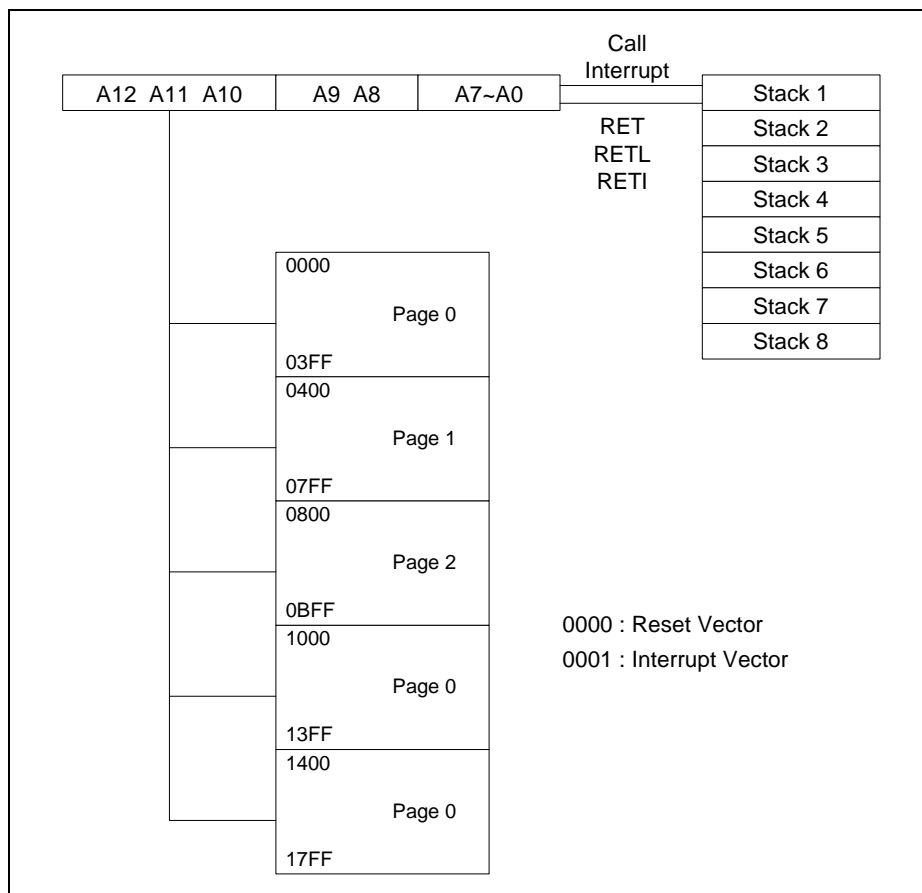 Call
Interrupt
A12 A11 A10
A9 A8
A7~A0
RET
RETL
RETI
Stack 1
Stack 2
Stack 3
Stack 4
Stack 5
Stack 6
Stack 7
Stack 8
0000
Page 0
03FF
0400
Page 1
07FF
0800
Page 2
0BFF
1000
Page 0
13FF
1400
Page 0
17FF
0000 : Reset Vector
0001 : Interrupt Vector